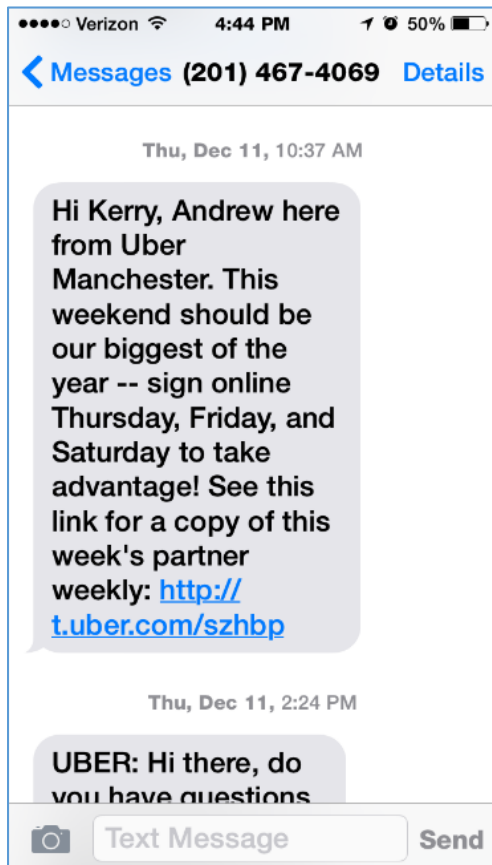 Verizon 4:44 PM 50%
Messages (201) 467-4069 Details
Thu, Dec 11, 10:37 AM
Hi Kerry, Andrew here
from Uber
Manchester. This
weekend should be
our biggest of the
year -- sign online
Thursday, Friday, and
Saturday to take
advantage! See this
link for a copy of this
week's partner
weekly: http://
t.uber.com/szhbp
Thu, Dec 11, 2:24 PM
UBER: Hi there, do
you have questions
Text Message Send